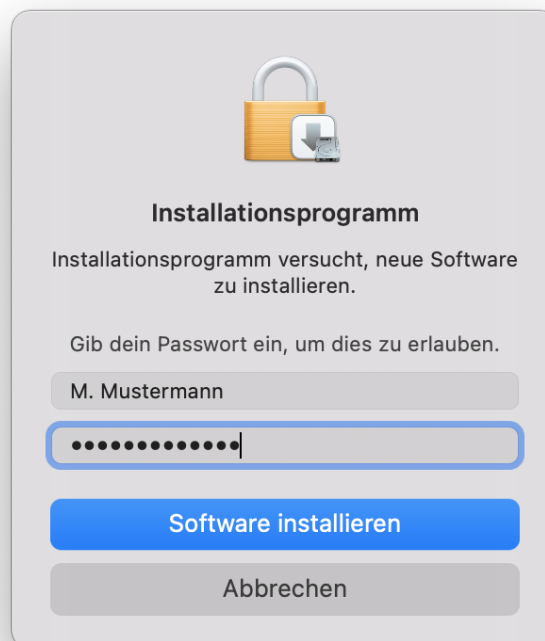 Installationsprogramm
Installationsprogramm versucht, neue Software
zu installieren.
Gib dein Passwort ein, um dies zu erlauben.
M. Mustermann
•••••••••••••
Software installieren
Abbrechen